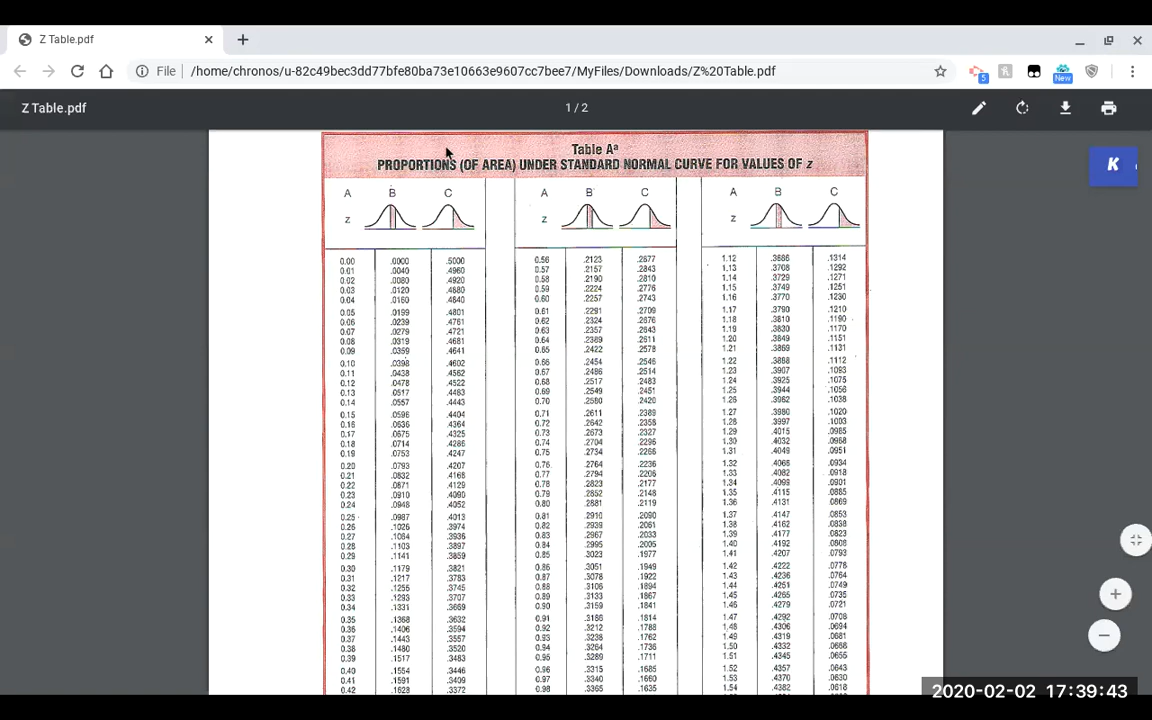 Z Table.pdf
File /home/chronos/u-82c49bec3dd77bfe80ba73e10663e9607cc7bee7/MyFiles/Downloads/Z%20Table.pdf
5
New
Z Table.pdf 1 / 2
K
Table Aª
PROPORTIONS (OF AREA) UNDER STANDARD NORMAL CURVE FOR VALUES OF z
A B C A B C A B C
z z z
0.00 .0000 .5000 0.56 .2123 .2877 1.12 .3686 .1314
0.01 .0040 .4960 0.57 .2157 .2843 1.13 .3708 .1292
0.02 .0080 .4920 0.58 .2190 .2810 1.14 .3729 .1271
0.03 .0120 .4880 0.59 .2224 .2776 1.15 .3749 .1251
0.04 .0160 .4840 0.60 .2257 .2743 1.16 .3770 .1230
0.05 .0199 .4801 0.61 .2291 .2709 1.17 .3790 .1210
0.06 .0239 .4761 0.62 .2324 .2676 1.18 .3810 .1190
0.07 .0279 .4721 0.63 .2357 .2643 1.19 .3830 .1170
0.08 .0319 .4681 0.64 .2389 .2611 1.20 .3849 .1151
0.09 .0359 .4641 0.65 .2422 .2578 1.21 .3869 .1131
0.10 .0398 .4602 0.66 .2454 .2546 1.22 .3888 .1112
0.11 .0438 .4562 0.67 .2486 .2514 1.23 .3907 .1093
0.12 .0478 .4522 0.68 .2517 .2483 1.24 .3925 .1075
0.13 .0517 .4483 0.69 .2549 .2451 1.25 .3944 .1056
0.14 .0557 .4443 0.70 .2580 .2420 1.26 .3962 .1038
0.15 .0596 .4404 0.71 .2611 .2389 1.27 .3980 .1020
0.16 .0636 .4364 0.72 .2642 .2358 1.28 .3997 .1003
0.17 .0675 .4325 0.73 .2673 .2327 1.29 .4015 .0985
0.18 .0714 .4286 0.74 .2704 .2296 1.30 .4032 .0968
0.19 .0753 .4247 0.75 .2734 .2266 1.31 .4049 .0951
0.20 .0793 .4207 0.76 .2764 .2236 1.32 .4066 .0934
0.21 .0832 .4168 0.77 .2794 .2206 1.33 .4082 .0918
0.22 .0871 .4129 0.78 .2823 .2177 1.34 .4099 .0901
0.23 .0910 .4090 0.79 .2852 .2148 1.35 .4115 .0885
0.24 .0948 .4052 0.80 .2881 .2119 1.36 .4131 .0869
0.25 .0987 .4013 0.81 .2910 .2090 1.37 .4147 .0853
0.26 .1026 .3974 0.82 .2939 .2061 1.38 .4162 .0838
0.27 .1064 .3936 0.83 .2967 .2033 1.39 .4177 .0823
0.28 .1103 .3897 0.84 .2995 .2005 1.40 .4192 .0808
0.29 .1141 .3859 0.85 .3023 .1977 1.41 .4207 .0793
0.30 .1179 .3821 0.86 .3051 .1949 1.42 .4222 .0778
0.31 .1217 .3783 0.87 .3078 .1922 1.43 .4236 .0764
0.32 .1255 .3745 0.88 .3106 .1894 1.44 .4251 .0749
0.33 .1293 .3707 0.89 .3133 .1867 1.45 .4265 .0735
0.34 .1331 .3669 0.90 .3159 .1841 1.46 .4279 .0721
0.35 .1368 .3632 0.91 .3186 .1814 1.47 .4292 .0708
0.36 .1406 .3594 0.92 .3212 .1788 1.48 .4306 .0694
0.37 .1443 .3557 0.93 .3238 .1762 1.49 .4319 .0681
0.38 .1480 .3520 0.94 .3264 .1736 1.50 .4332 .0668
0.39 .1517 .3483 0.95 .3289 .1711 1.51 .4345 .0655
0.40 .1554 .3446 0.96 .3315 .1685 1.52 .4357 .0643
0.41 .1591 .3409 0.97 .3340 .1660 1.53 .4370 .0630
0.42 .1628 .3372 0.98 .3365 .1635 1.54 .4382 .0618
2020-02-02 17:39:43